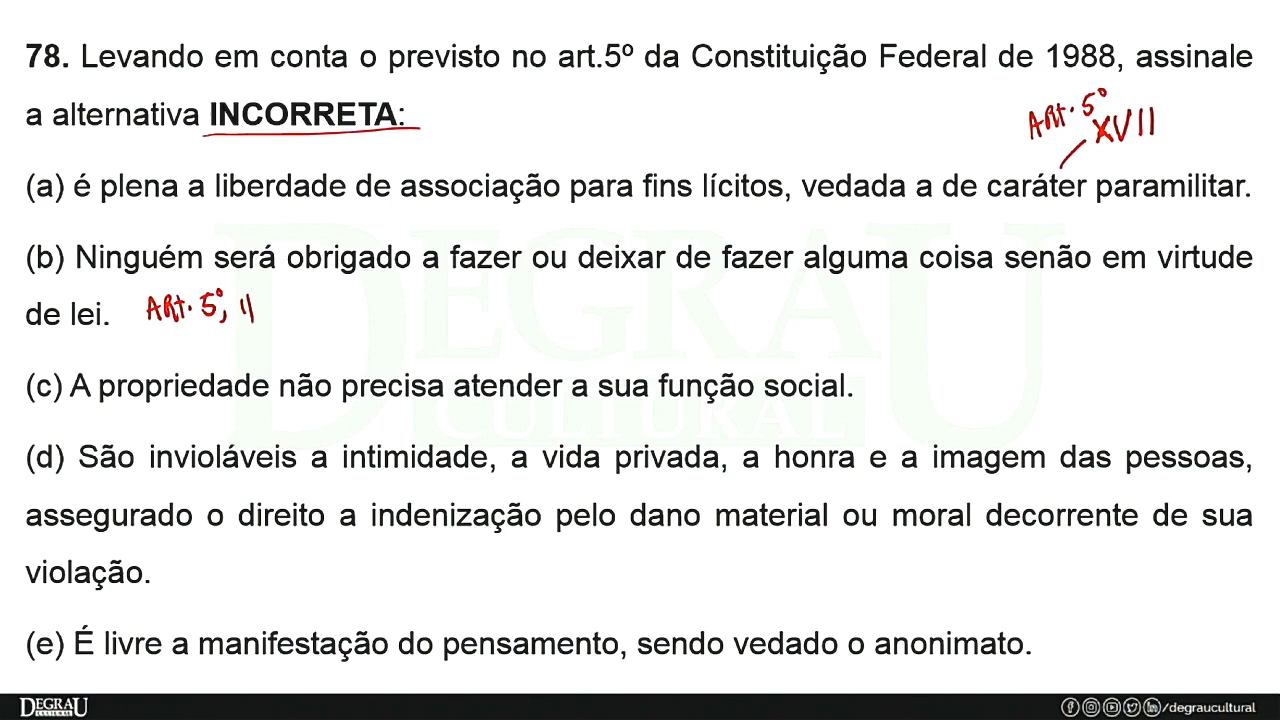 78. Levando em conta o previsto no art.5º da Constituição Federal de 1988, assinale
a alternativa INCORRETA:
Art. 5º
XVII
(a) é plena a liberdade de associação para fins lícitos, vedada a de caráter paramilitar.
(b) Ninguém será obrigado a fazer ou deixar de fazer alguma coisa senão em virtude
de lei. Art. 5º, II
(c) A propriedade não precisa atender a sua função social.
(d) São invioláveis a intimidade, a vida privada, a honra e a imagem das pessoas,
assegurado o direito a indenização pelo dano material ou moral decorrente de sua
violação.
(e) É livre a manifestação do pensamento, sendo vedado o anonimato.
DEGRAU
CULTURAL
DEGRAU
CULTURAL
/degraucultural